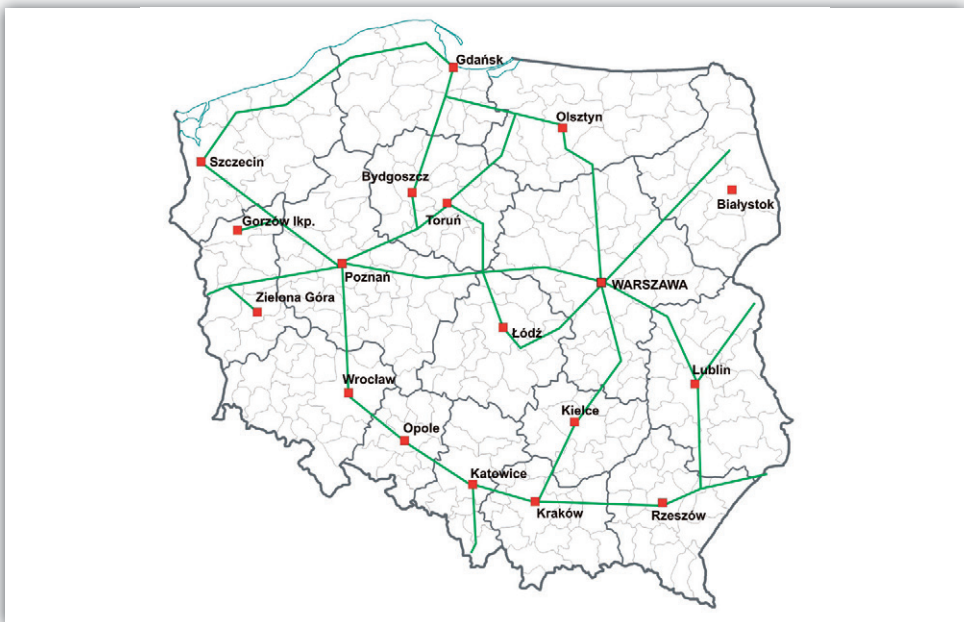 Gdańsk
Olsztyn
Szczecin
Bydgoszcz
Białystok
Toruń
Gorzów lkp.
Poznań
WARSZAWA
Zielona Góra
Łódź
Lublin
Wrocław
Kielce
Opole
Katowice
Kraków
Rzeszów